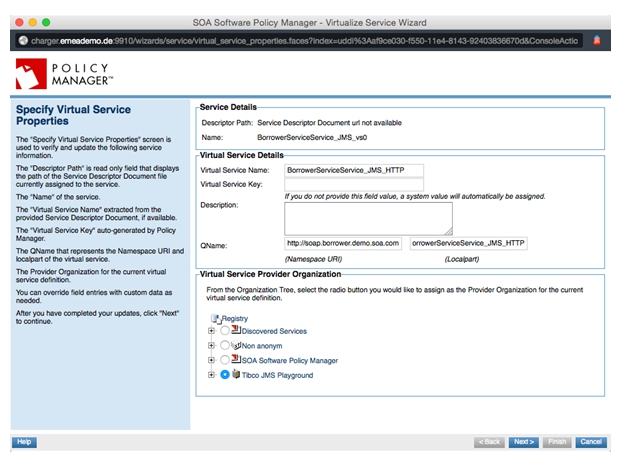 SOA Software Policy Manager - Virtualize Service Wizard
charger.emeademo.de:9910/wizards/service/virtual_service_properties.faces?index=uddi%3Aaf9ce030-f550-11e4-8143-92403836670d&ConsoleActio
POLICY
MANAGER™
Specify Virtual Service
Properties
The "Specify Virtual Service Properties" screen is
used to verify and update the following service
information.
The "Descriptor Path" is read only field that displays
the path of the Service Descriptor Document file
currently assigned to the service.
The "Name" of the service.
The "Virtual Service Name" extracted from the
provided Service Descriptor Document, if available.
The "Virtual Service Key" auto-generated by Policy
Manager.
The QName that represents the Namespace URI and
localpart of the virtual service.
The Provider Organization for the current virtual
service definition.
You can override field entries with custom data as
needed.
After you have completed your updates, click "Next"
to continue.
Service Details
Descriptor Path: Service Descriptor Document url not available
Name: BorrowerServiceService_JMS_vs0
Virtual Service Details
Virtual Service Name: BorrowerServiceService_JMS_HTTP
Virtual Service Key:
If you do not provide this field value, a system value will automatically be assigned.
Description:
QName: http://soap.borrower.demo.soa.com orrowerServiceService_JMS_HTTP
(Namespace URI) (Localpart)
Virtual Service Provider Organization
From the Organization Tree, select the radio button you would like to assign as the Provider Organization for the current
virtual service definition.
Registry
Discovered Services
Non anonym
SOA Software Policy Manager
Tibco JMS Playground
Help < Back Next > Finish Cancel